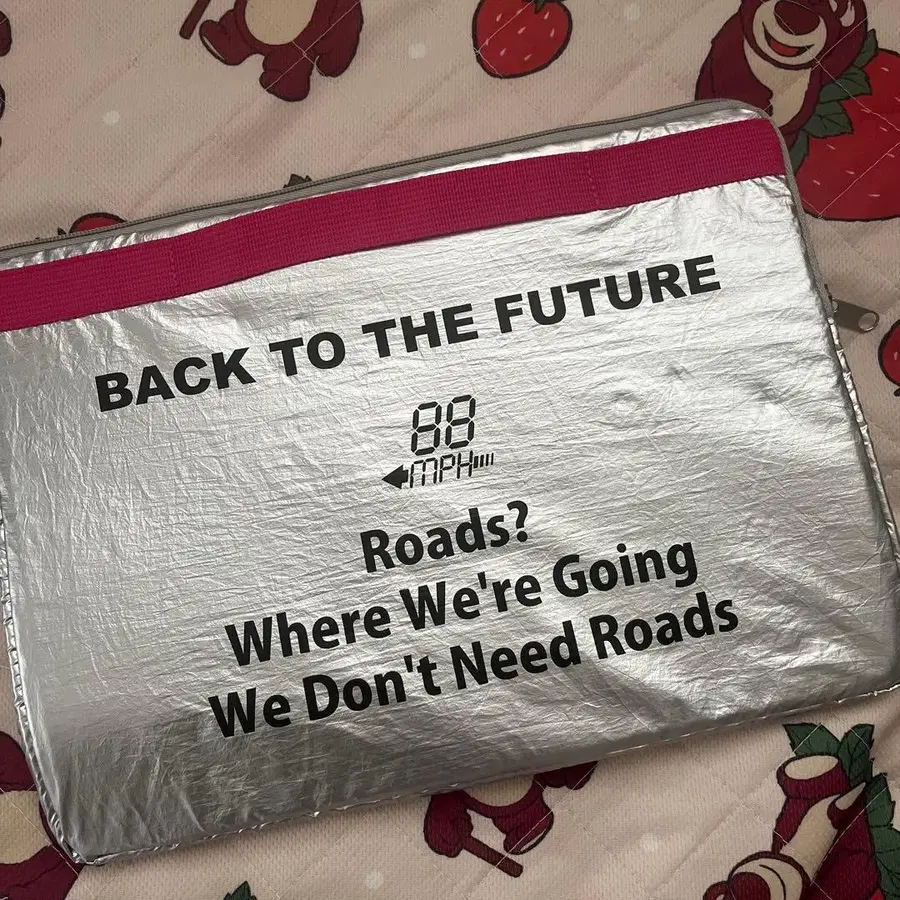 BACK TO THE FUTURE
88
MPH
Roads?
Where We're Going
We Don't Need Roads